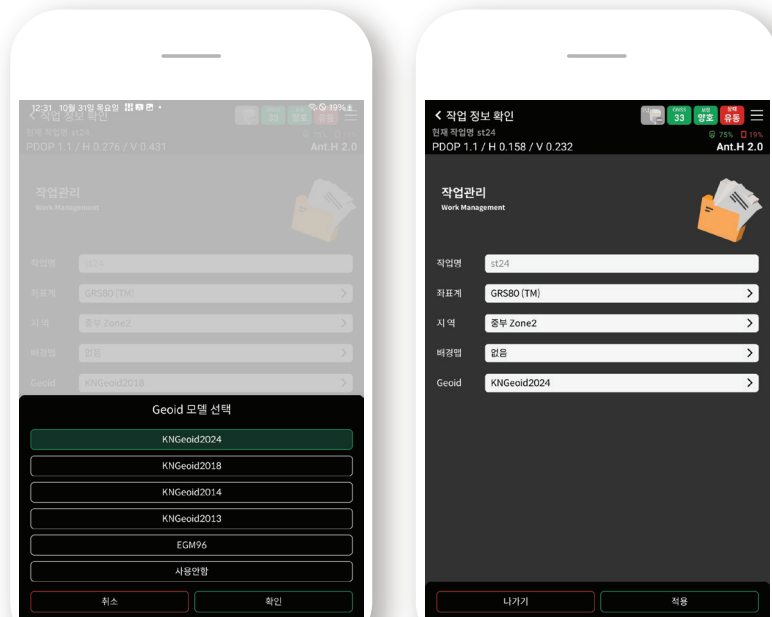 12:31 10월 31일 목요일
19%
작업 정보 확인
33 양호 유동
현재 작업명 st24
75% 19%
PDOP 1.1 / H 0.276 / V 0.431
Ant.H 2.0
작업관리
Work Management
작업명 st24
좌표계 GRS80 (TM)
지역 중부 Zone2
배경맵 없음
Geoid KNGeoid2018
Geoid 모델 선택
KNGeoid2024
KNGeoid2018
KNGeoid2014
KNGeoid2013
EGM96
사용안함
취소 확인
작업 정보 확인
GNSS 33 양호 상태 유동
현재 작업명 st24
75% 19%
PDOP 1.1 / H 0.158 / V 0.232
Ant.H 2.0
작업관리
Work Management
작업명 st24
좌표계 GRS80 (TM)
지역 중부 Zone2
배경맵 없음
Geoid KNGeoid2024
나가기 적용